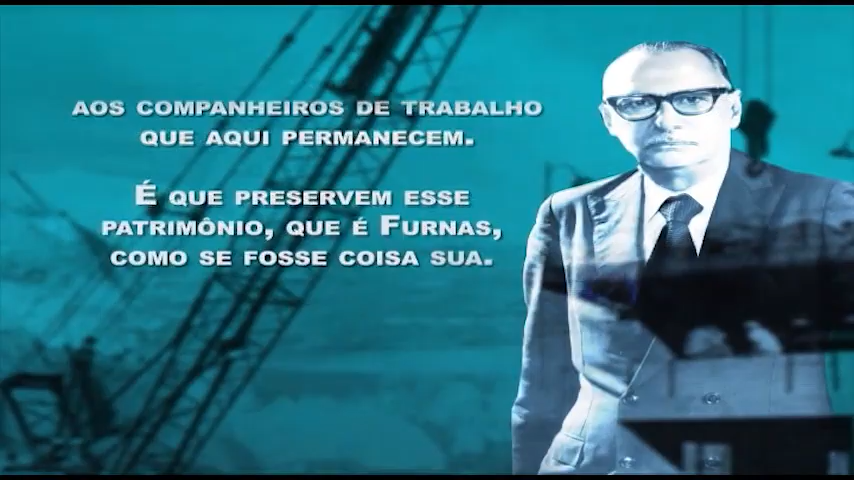 AOS COMPANHEIROS DE TRABALHO
QUE AQUI PERMANECEM.
É QUE PRESERVEM ESSE
PATRIMÔNIO, QUE É FURNAS,
COMO SE FOSSE COISA SUA.